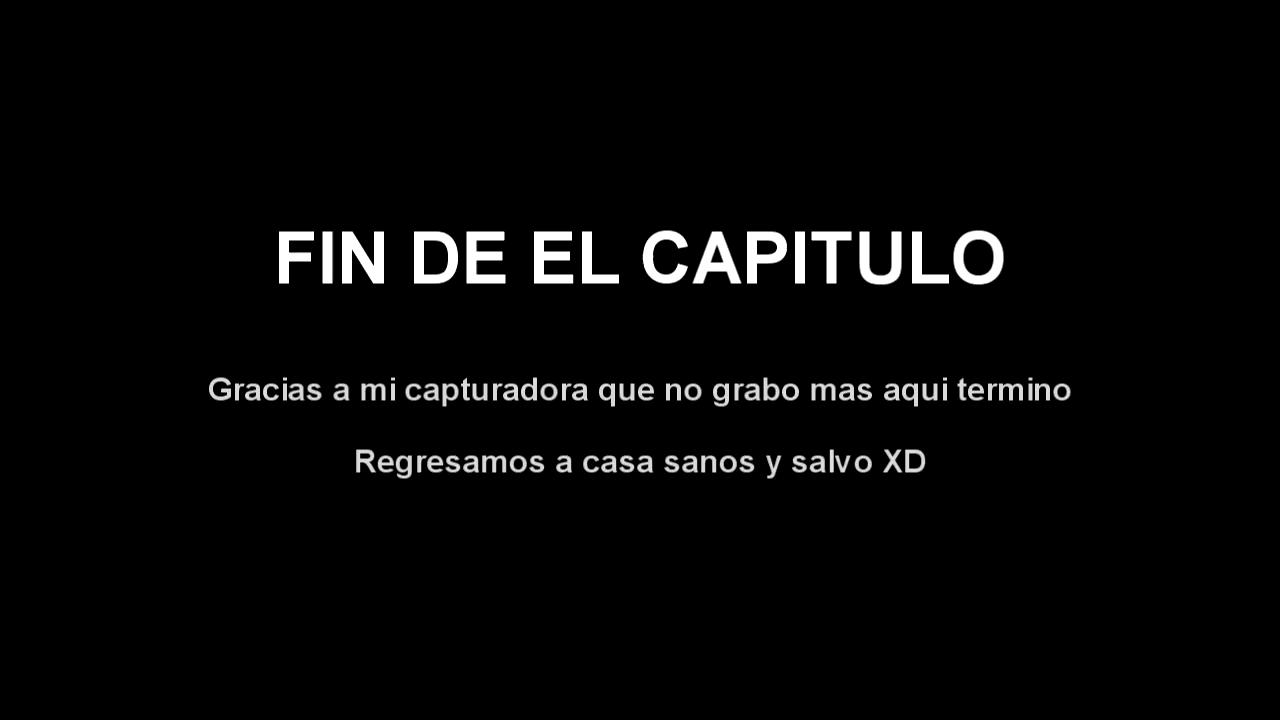 FIN DE EL CAPITULO
Gracias a mi capturadora que no grabo mas aqui termino
Regresamos a casa sanos y salvo XD